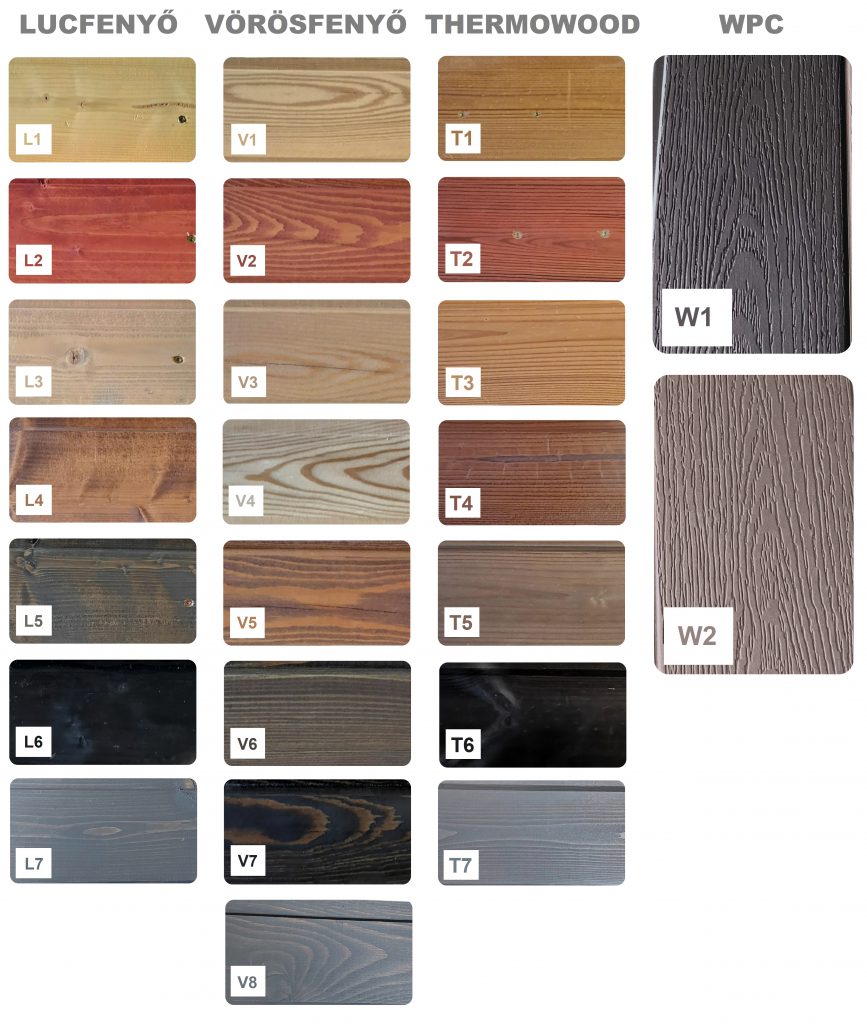 LUCFENYŐ VÖRÖSFENYŐ THERMOWOOD WPC
L1 V1 T1
L2 V2 T2
W1
L3 V3 T3
L4 V4 T4
L5 V5 T5
W2
L6 V6 T6
L7 V7 T7
V8